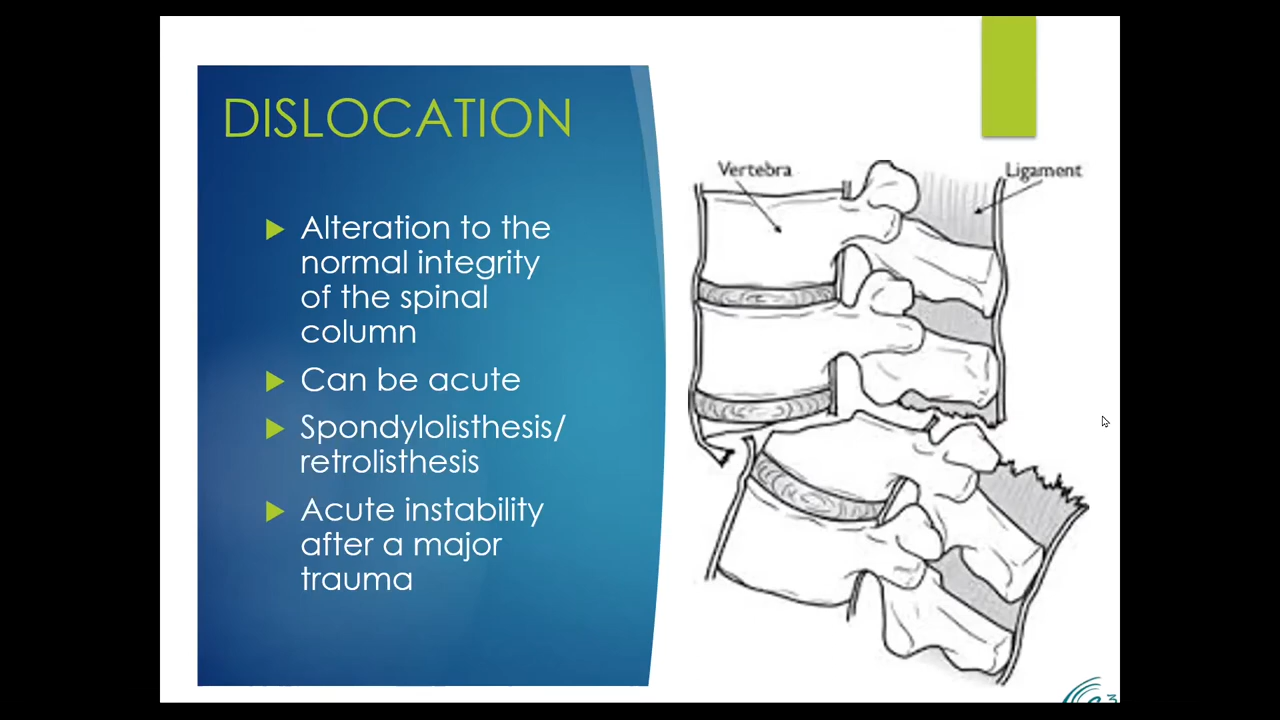 DISLOCATION
Alteration to the
normal integrity
of the spinal
column
Can be acute
Spondylolisthesis/
retrolisthesis
Acute instability
after a major
trauma
Vertebra
Ligament